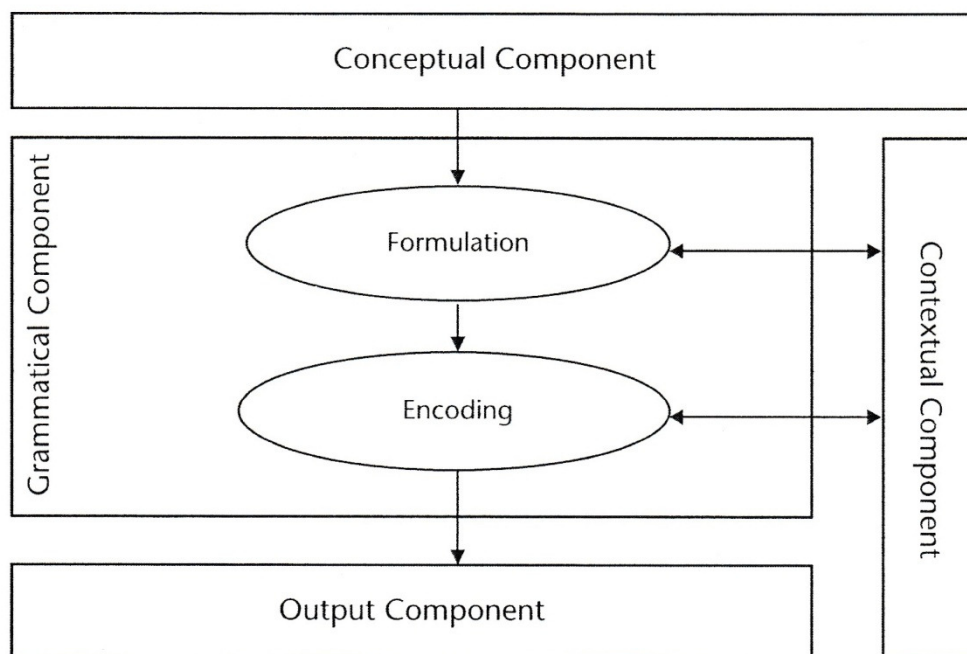 Conceptual Component
Grammatical Component
Formulation
Encoding
Contextual Component
Output Component